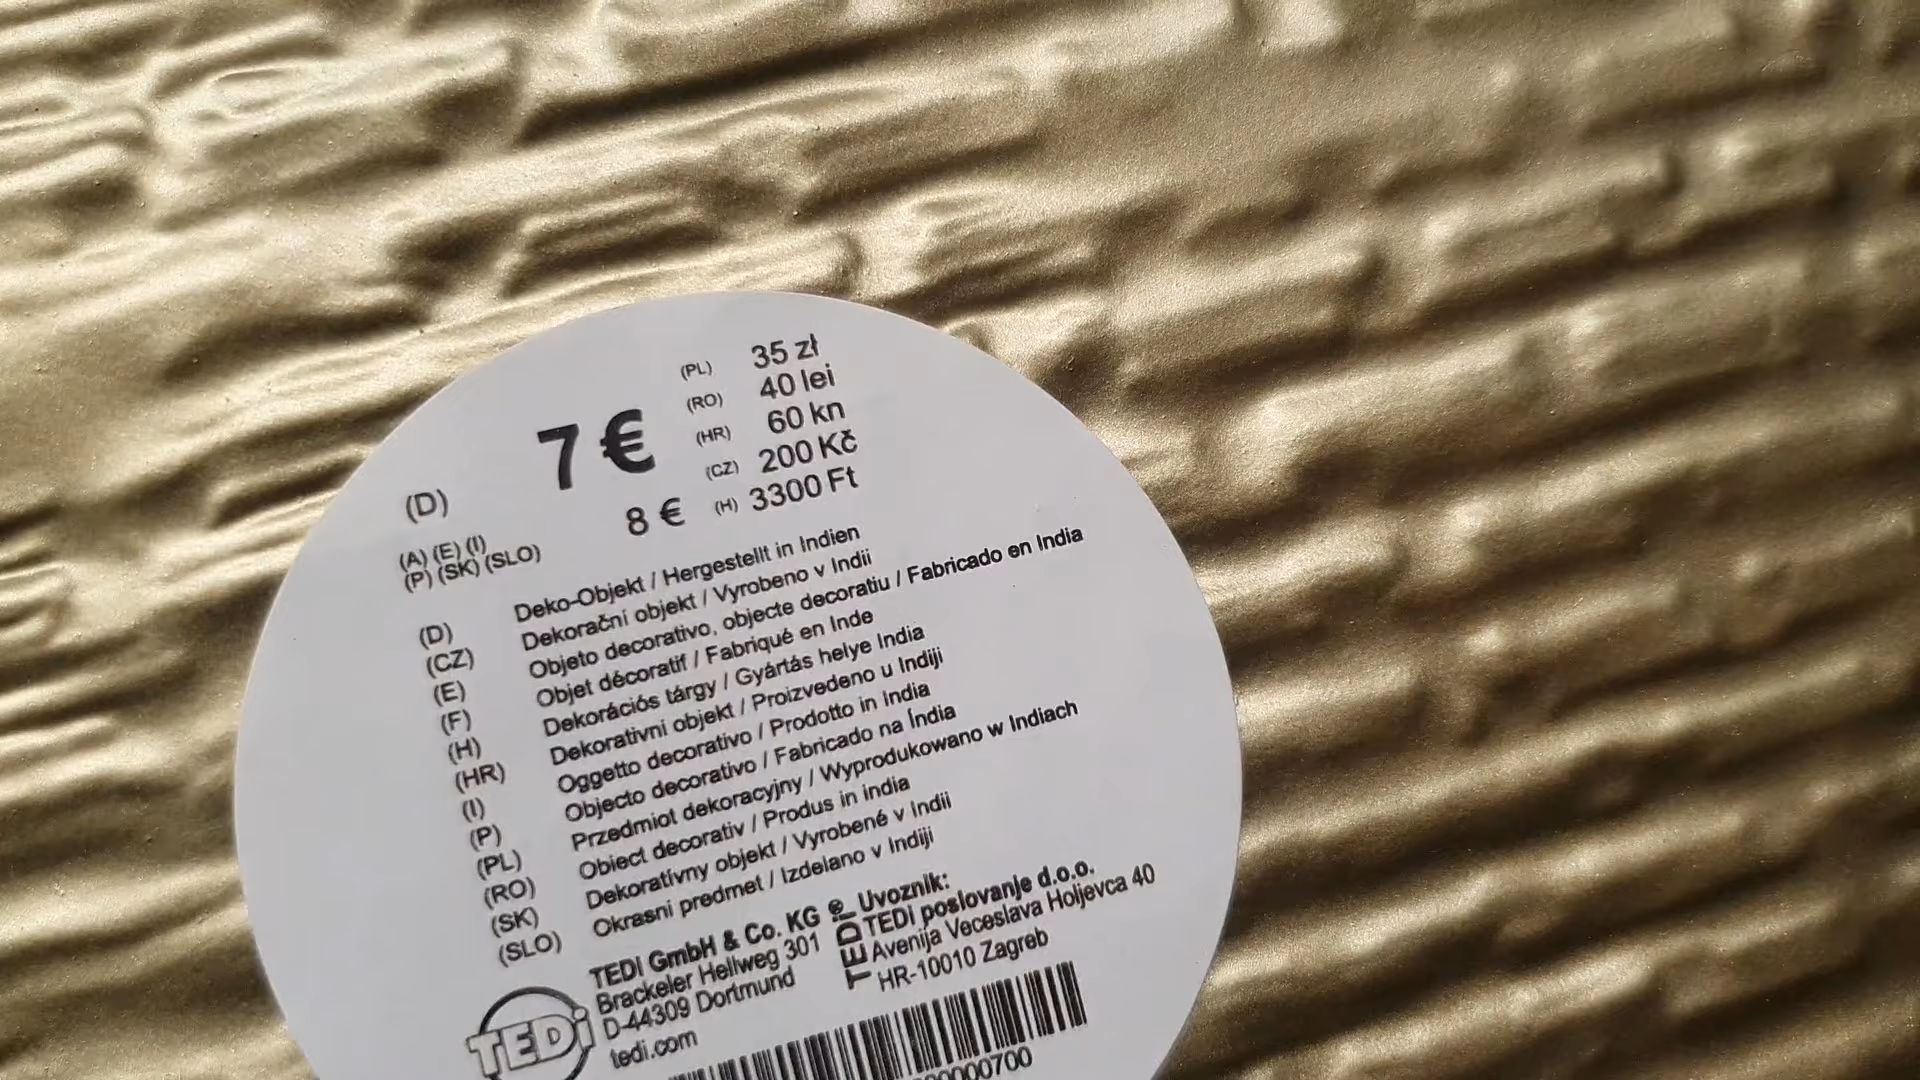 (D) 7 €
(A) (E) (I)
(P) (SK) (SLO) 8 €
(PL) 35 zł
(RO) 40 lei
(HR) 60 kn
(CZ) 200 Kč
(H) 3300 Ft
(D) Deko-Objekt / Hergestellt in Indien
(CZ) Dekorační objekt / Vyrobeno v Indii
(E) Objeto decorativo, objecte decoratiu / Fabricado en India
(F) Objet décoratif / Fabriqué en Inde
(H) Dekorációs tárgy / Gyártás helye India
(HR) Dekorativni objekt / Proizvedeno u Indiji
(I) Oggetto decorativo / Prodotto in India
(P) Objecto decorativo / Fabricado na Índia
(PL) Przedmiot dekoracyjny / Wyprodukowano w Indiach
(RO) Obiect decorativ / Produs in india
(SK) Dekoratívny objekt / Vyrobené v Indii
(SLO) Okrasni predmet / Izdelano v Indiji
TEDi
TEDI GmbH & Co. KG
Brackeler Hellweg 301
D-44309 Dortmund
tedi.com
TEDi
Uvoznik:
TEDI poslovanje d.o.o.
Avenija Veceslava Holjevca 40
HR-10010 Zagreb